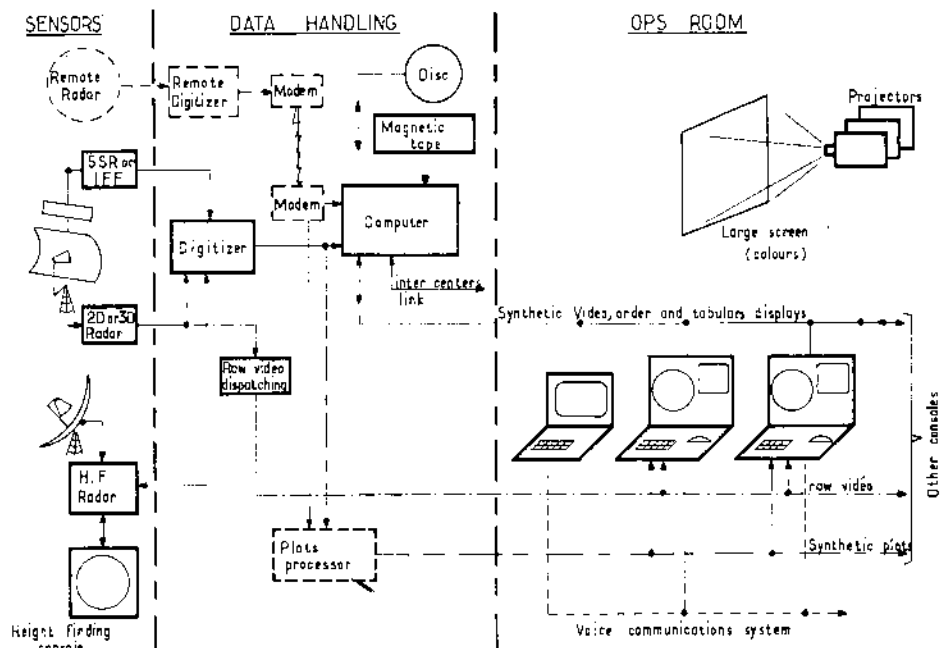 SENSORS
DATA HANDLING
OPS ROOM
Remote
Radar
Remote
Digitizer
Modem
Disc
Magnetic
tape
Projectors
SSR or
IFF
Modem
Computer
Digitizer
Large screen
(colours)
inter centers
link
2D or 3D
Radar
Synthetic Video, order and tabulars displays
Raw video
dispatching
Other consoles
H.F
Radar
raw video
Plots
processor
Synthetic plots
Height finding
console
Voice communications system